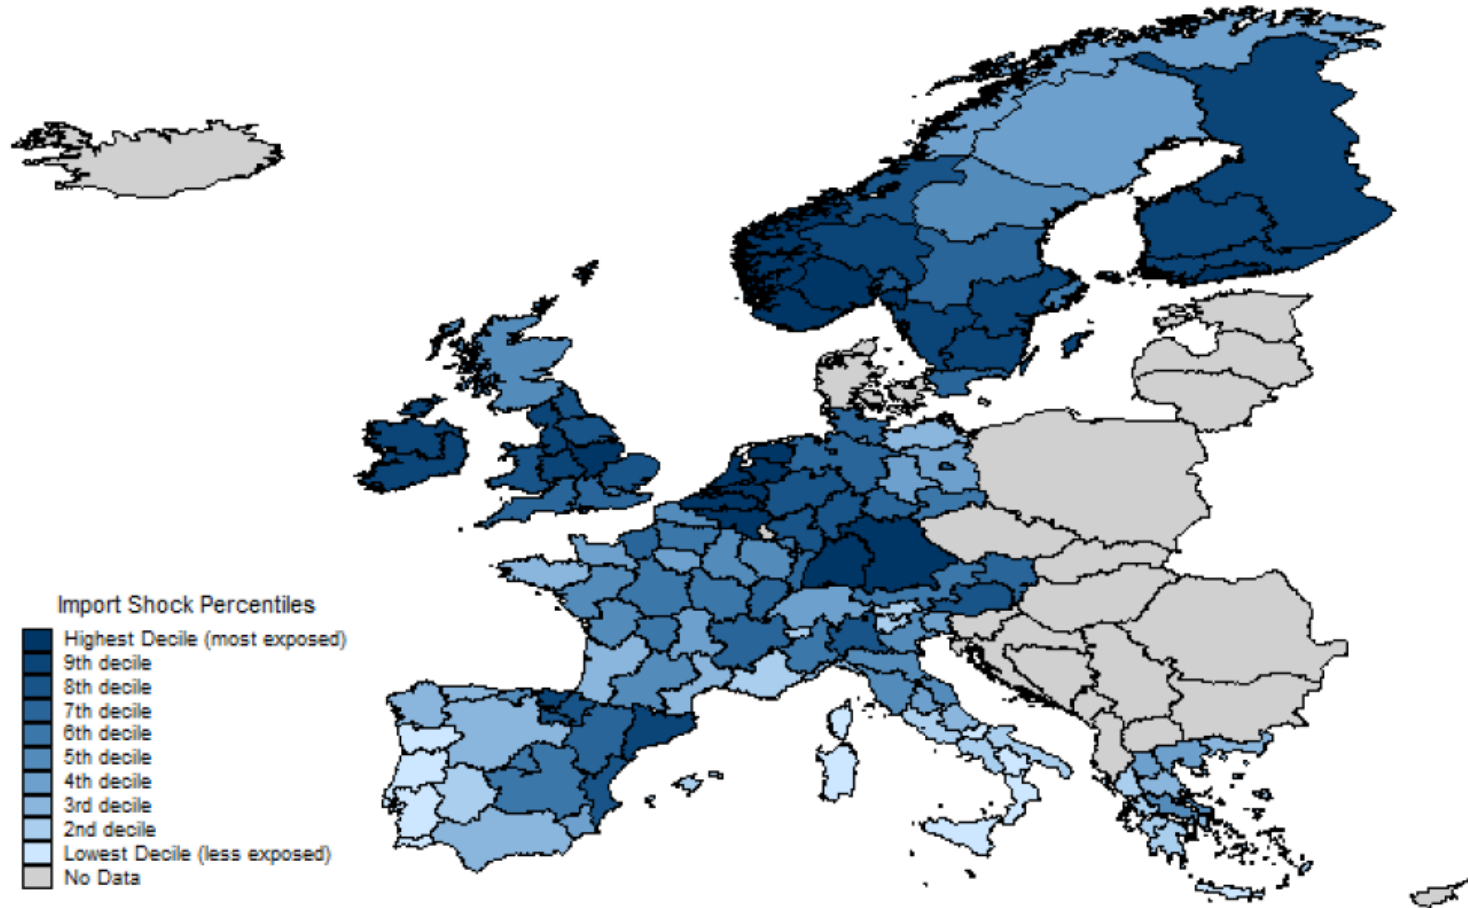 Import Shock Percentiles
Highest Decile (most exposed)
9th decile
8th decile
7th decile
6th decile
5th decile
4th decile
3rd decile
2nd decile
Lowest Decile (less exposed)
No Data